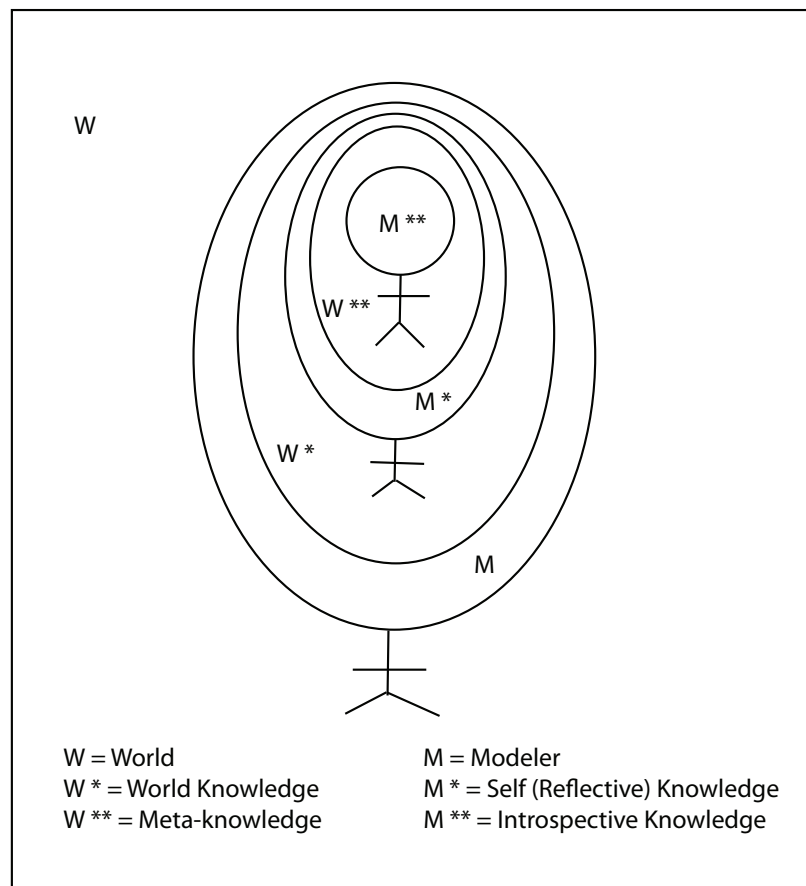 W
M **
W **
M *
W *
M
W = World
W * = World Knowledge
W ** = Meta-knowledge
M = Modeler
M * = Self (Reflective) Knowledge
M ** = Introspective Knowledge